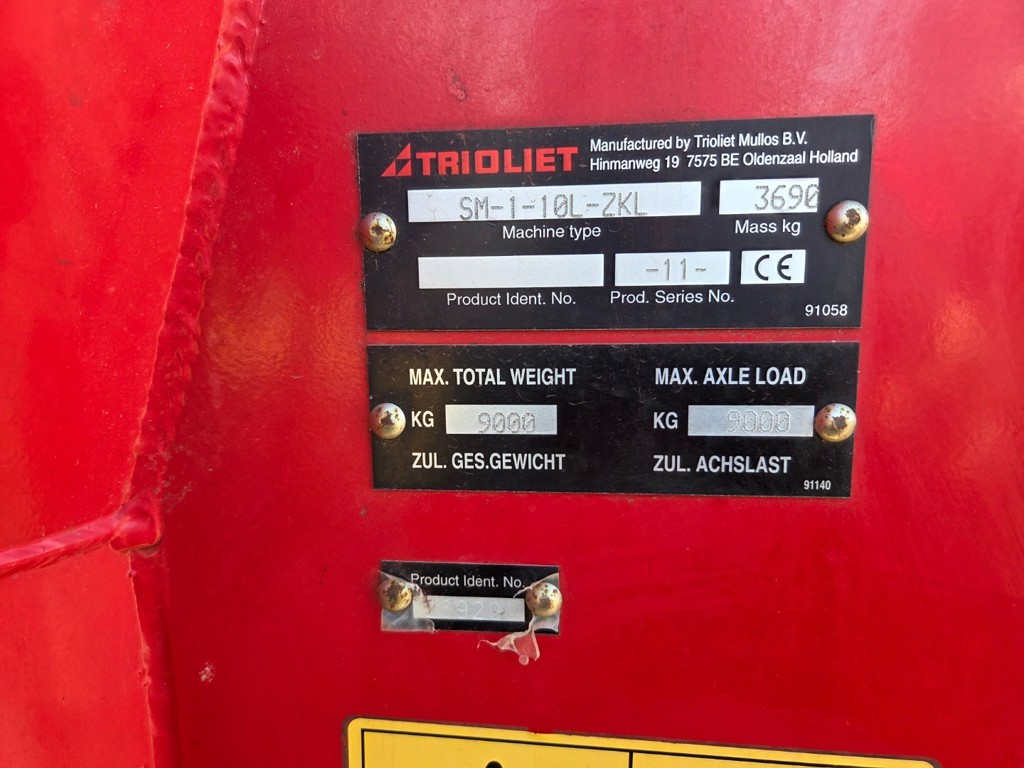 TRIOLIET Manufactured by Trioliet Mullos B.V.
Hinmanweg 19 7575 BE Oldenzaal Holland
SM-1-10L-ZKL 3690
Machine type Mass kg
-11- CE
Product Ident. No. Prod. Series No.
91058
MAX. TOTAL WEIGHT MAX. AXLE LOAD
KG 9000 KG 9000
ZUL. GES.GEWICHT ZUL. ACHSLAST
91140
Product Ident. No.